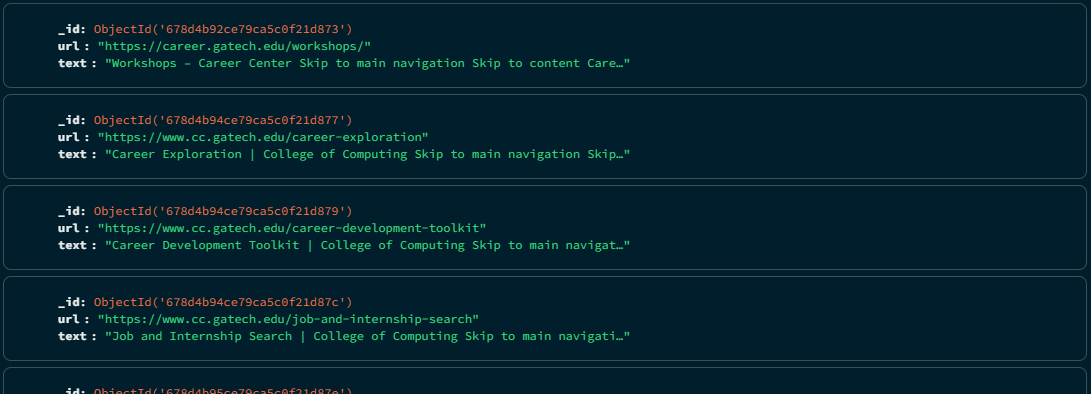 _id: ObjectId('678d4b92ce79ca5c0f21d873')
url : "https://career.gatech.edu/workshops/"
text : "Workshops – Career Center Skip to main navigation Skip to content Care…"
_id: ObjectId('678d4b94ce79ca5c0f21d877')
url : "https://www.cc.gatech.edu/career-exploration"
text : "Career Exploration | College of Computing Skip to main navigation Skip…"
_id: ObjectId('678d4b94ce79ca5c0f21d879')
url : "https://www.cc.gatech.edu/career-development-toolkit"
text : "Career Development Toolkit | College of Computing Skip to main navigat…"
_id: ObjectId('678d4b94ce79ca5c0f21d87c')
url : "https://www.cc.gatech.edu/job-and-internship-search"
text : "Job and Internship Search | College of Computing Skip to main navigati…"
_id: ObjectId('678d4b95ce79ca5c0f21d87e')